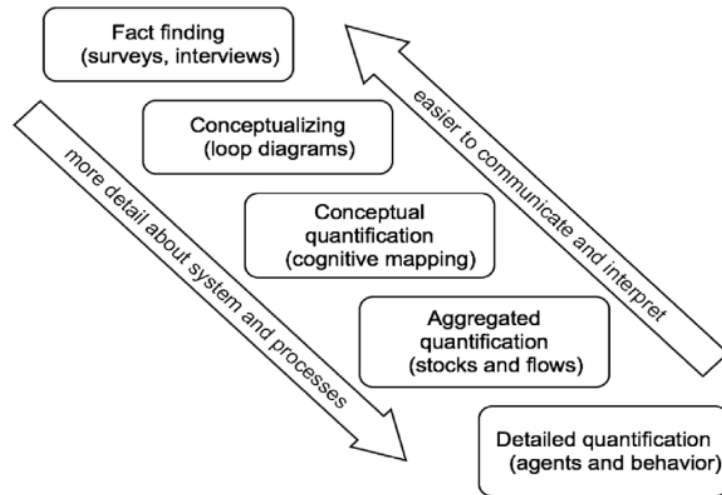 Fact finding
(surveys, interviews)
Conceptualizing
(loop diagrams)
Conceptual
quantification
(cognitive mapping)
Aggregated
quantification
(stocks and flows)
Detailed quantification
(agents and behavior)
more detail about system and processes
easier to communicate and interpret